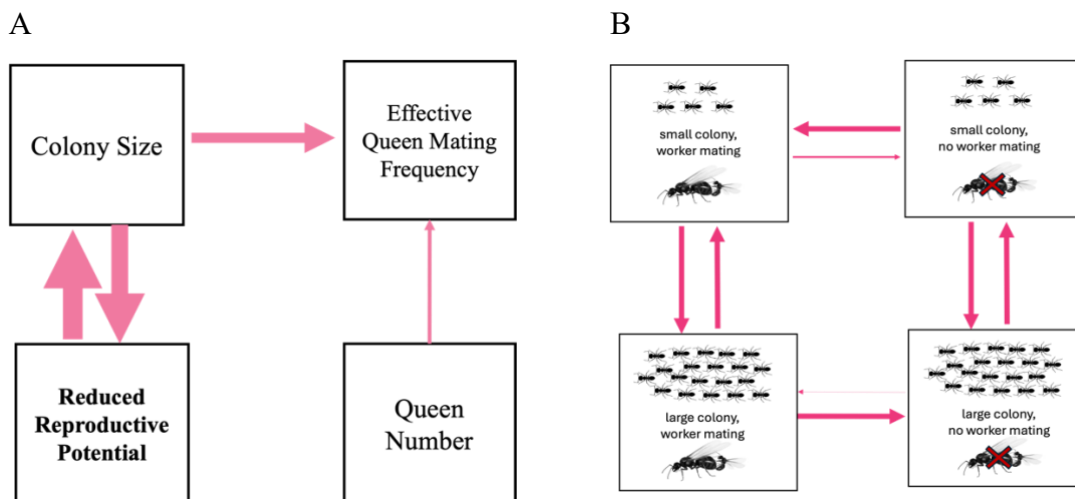 A
B
Colony Size
Effective
Queen Mating
Frequency
Reduced
Reproductive
Potential
Queen
Number
small colony,
worker mating
small colony,
no worker mating
large colony,
worker mating
large colony,
no worker mating